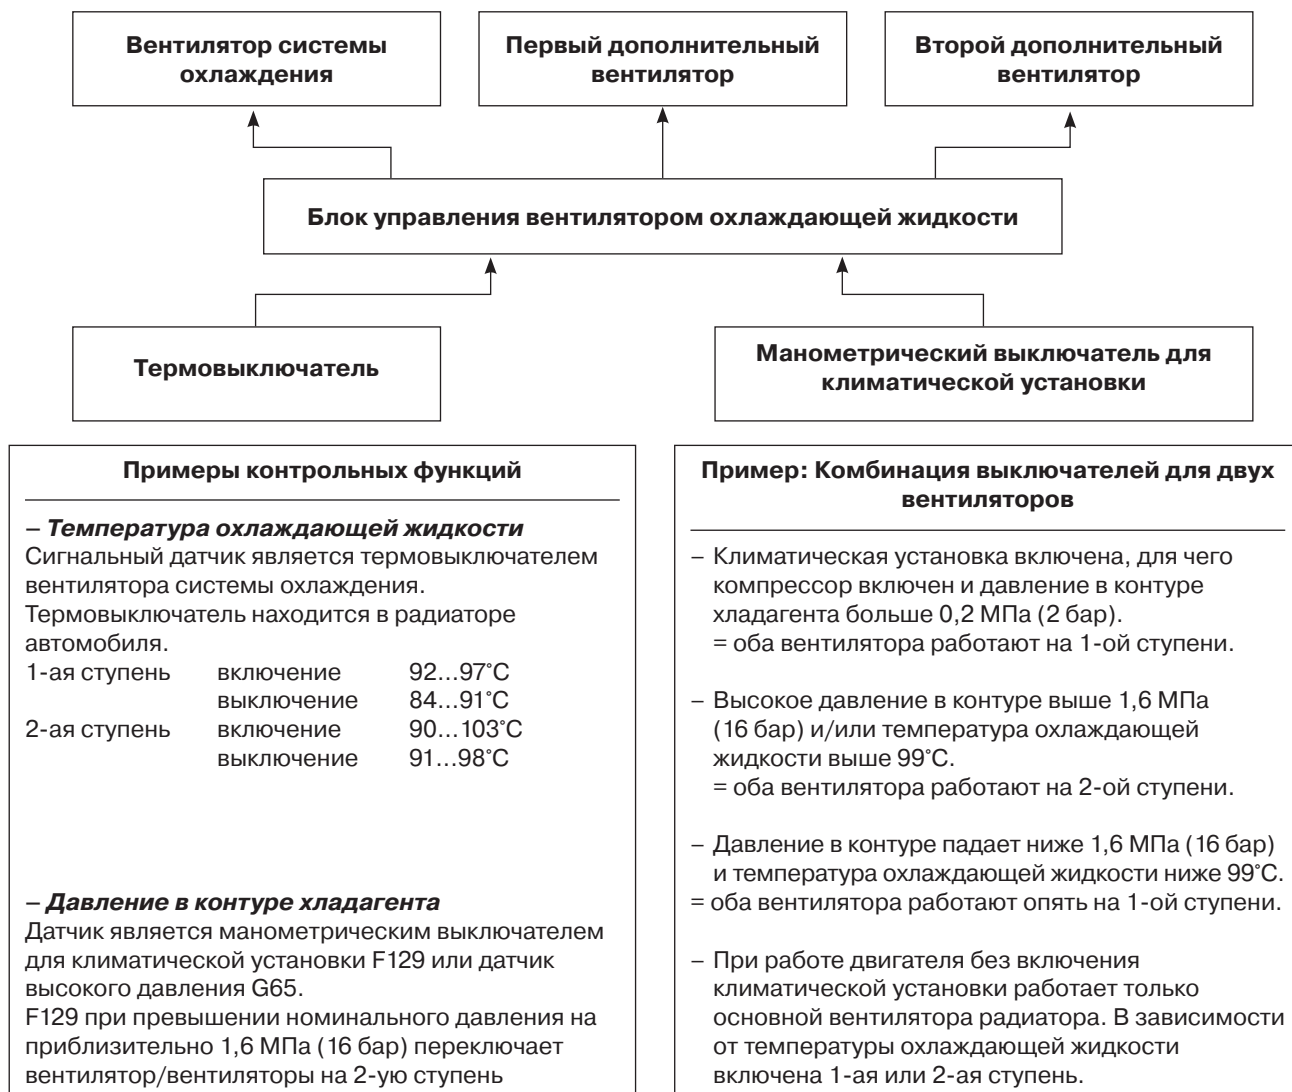 Вентилятор системы
охлаждения
Первый дополнительный
вентилятор
Второй дополнительный
вентилятор
Блок управления вентилятором охлаждающей жидкости
Термовыключатель
Манометрический выключатель для
климатической установки
Примеры контрольных функций
– Температура охлаждающей жидкости
Сигнальный датчик является термовыключателем
вентилятора системы охлаждения.
Термовыключатель находится в радиаторе
автомобиля.
1-ая ступень включение 92...97°C
выключение 84...91°C
2-ая ступень включение 90...103°C
выключение 91...98°C
– Давление в контуре хладагента
Датчик является манометрическим выключателем
для климатической установки F129 или датчик
высокого давления G65.
F129 при превышении номинального давления на
приблизительно 1,6 МПа (16 бар) переключает
вентилятор/вентиляторы на 2-ую ступень
Пример: Комбинация выключателей для двух
вентиляторов
– Климатическая установка включена, для чего
компрессор включен и давление в контуре
хладагента больше 0,2 МПа (2 бар).
= оба вентилятора работают на 1-ой ступени.
– Высокое давление в контуре выше 1,6 МПа
(16 бар) и/или температура охлаждающей
жидкости выше 99°C.
= оба вентилятора работают на 2-ой ступени.
– Давление в контуре падает ниже 1,6 МПа (16 бар)
и температура охлаждающей жидкости ниже 99°C.
= оба вентилятора работают опять на 1-ой ступени.
– При работе двигателя без включения
климатической установки работает только
основной вентилятора радиатора. В зависимости
от температуры охлаждающей жидкости
включена 1-ая или 2-ая ступень.